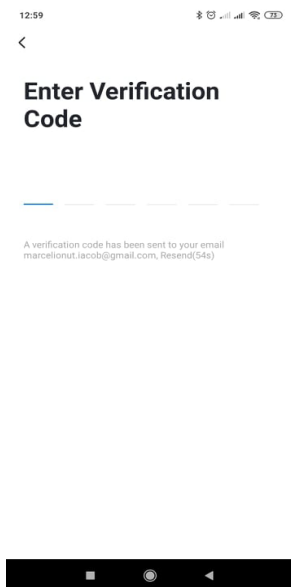 12:59
73
Enter Verification
Code
A verification code has been sent to your email
marcelionut.iacob@gmail.com, Resend(54s)